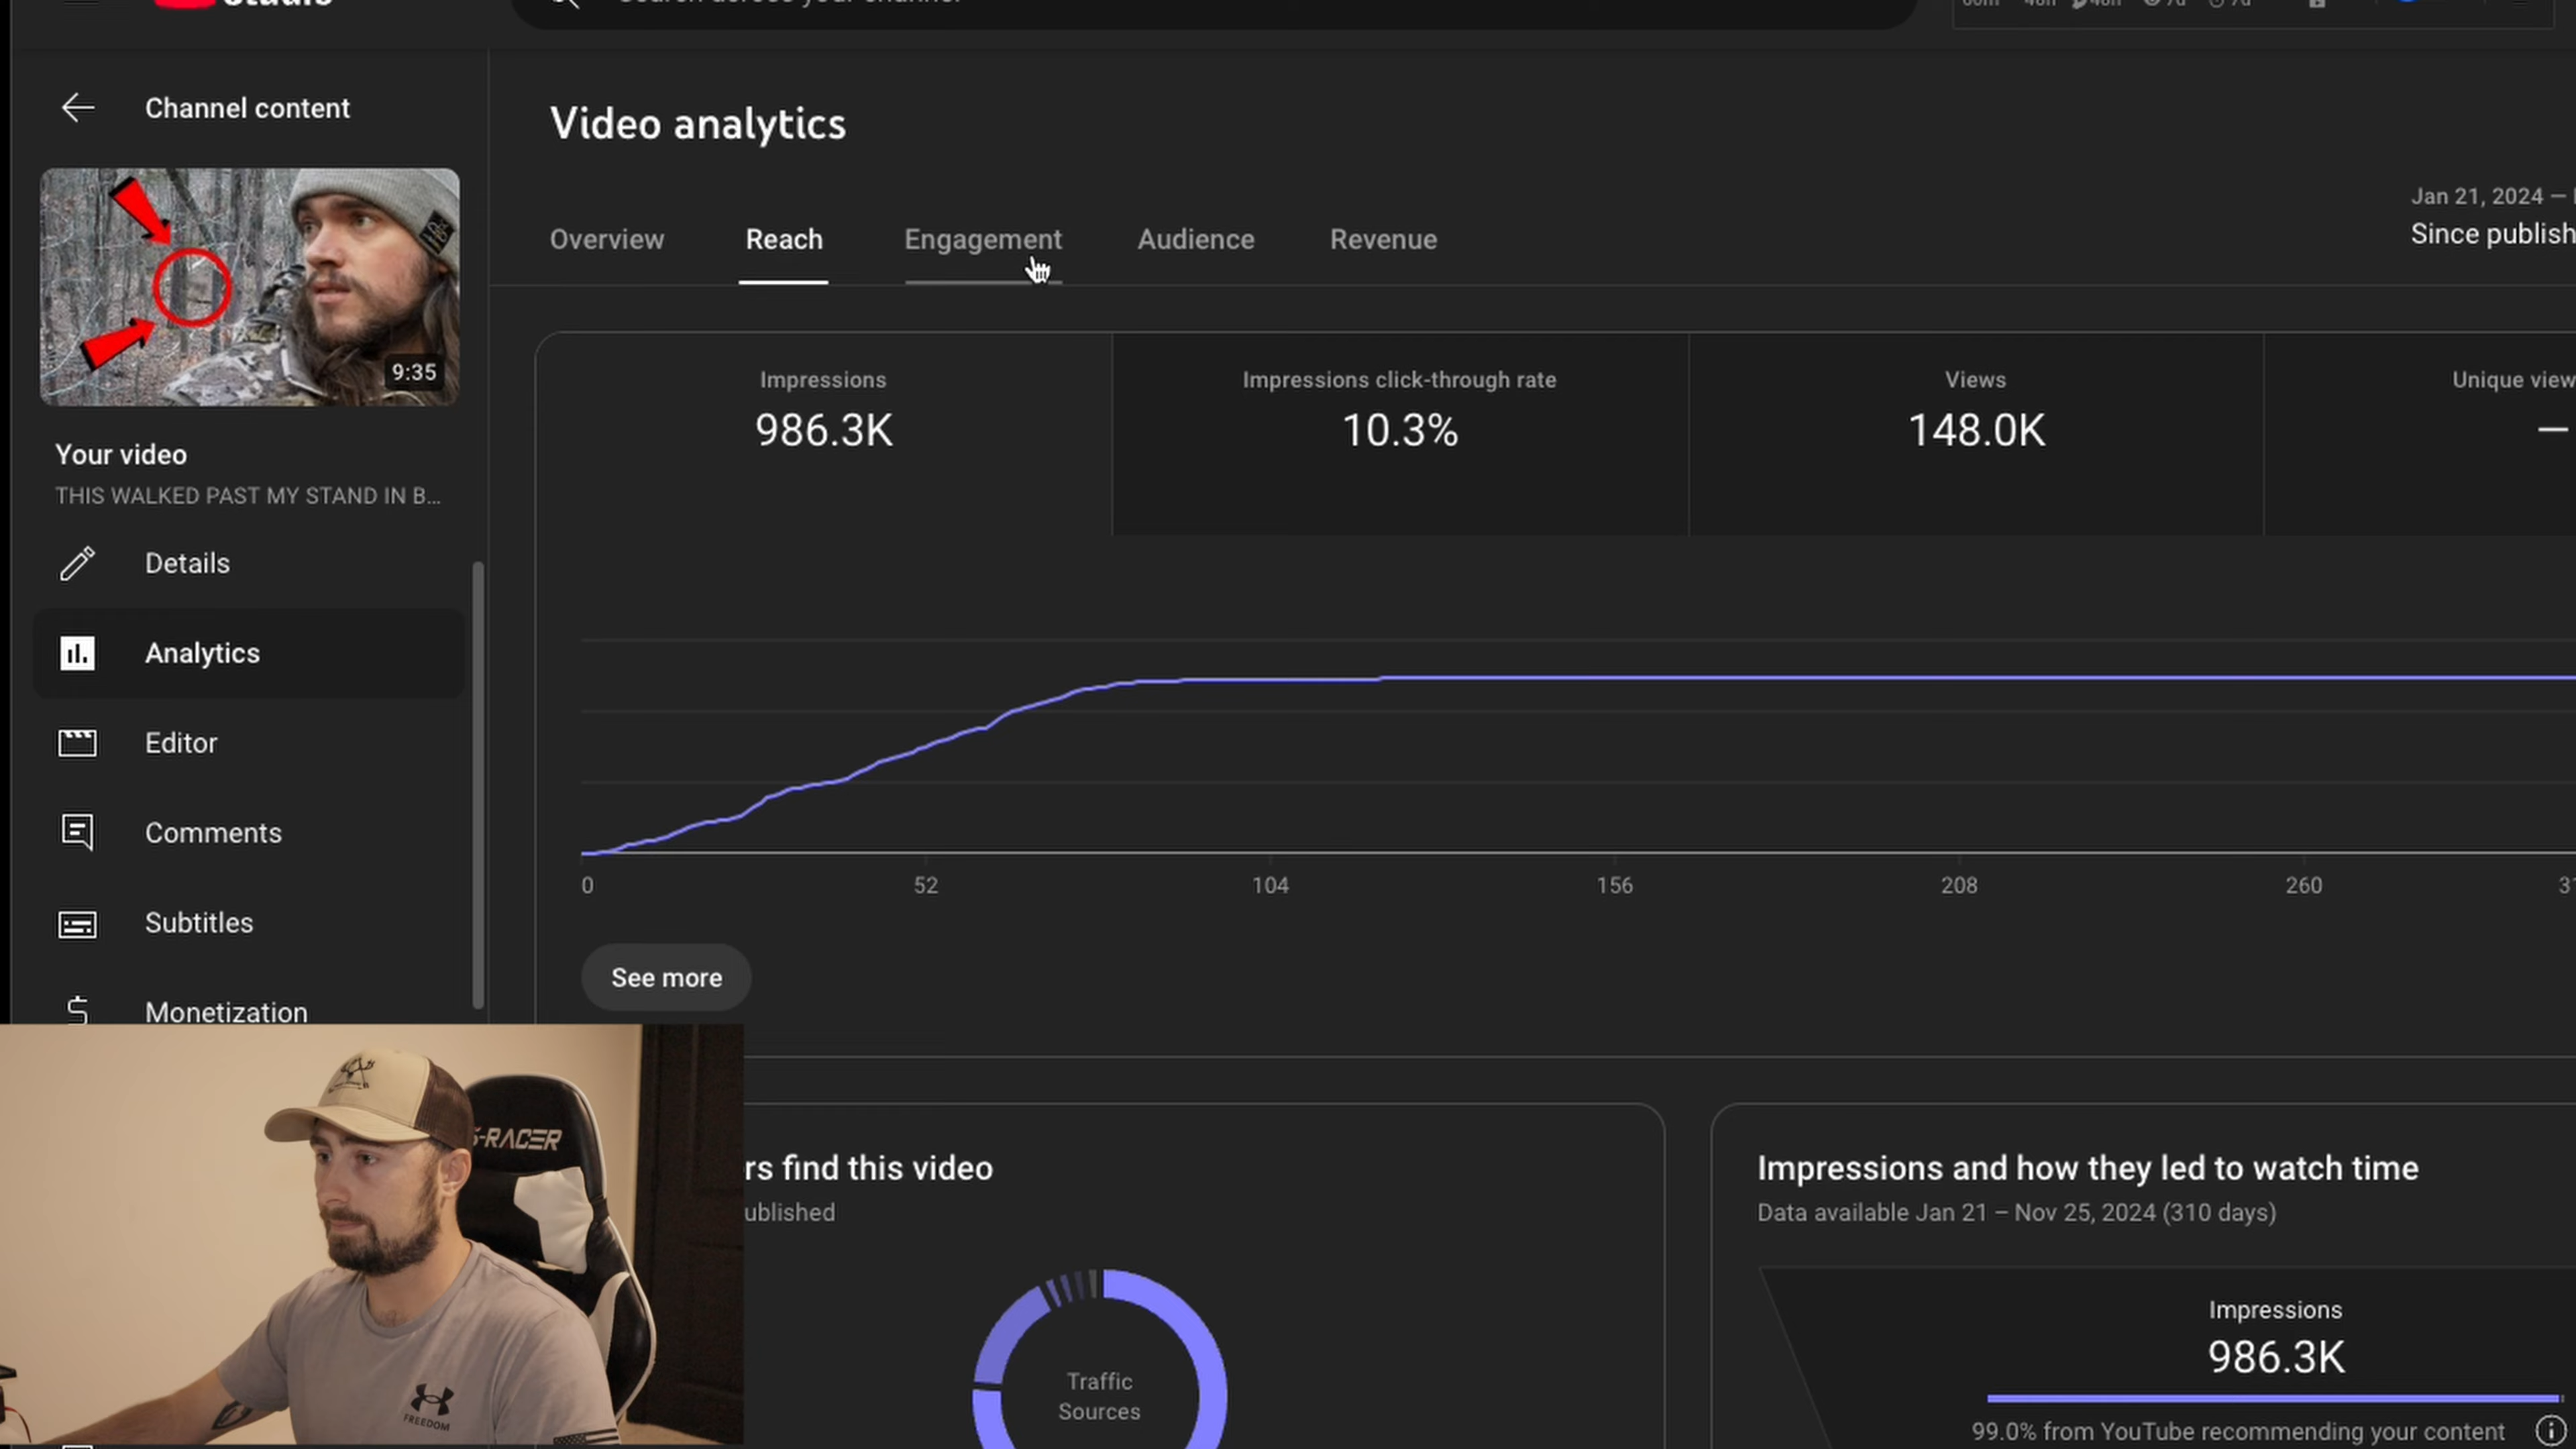 Channel content
9:35
Your video
THIS WALKED PAST MY STAND IN B...
Details
Analytics
Editor
Comments
Subtitles
Monetization
Video analytics
Overview
Reach
Engagement
Audience
Revenue
Jan 21, 2024 –
Since publish
Impressions
986.3K
Impressions click-through rate
10.3%
Views
148.0K
Unique view
—
0
52
104
156
208
260
31
See more
rs find this video
ublished
Traffic
Sources
Impressions and how they led to watch time
Data available Jan 21 – Nov 25, 2024 (310 days)
Impressions
986.3K
99.0% from YouTube recommending your content
S-RACER
FREEDOM